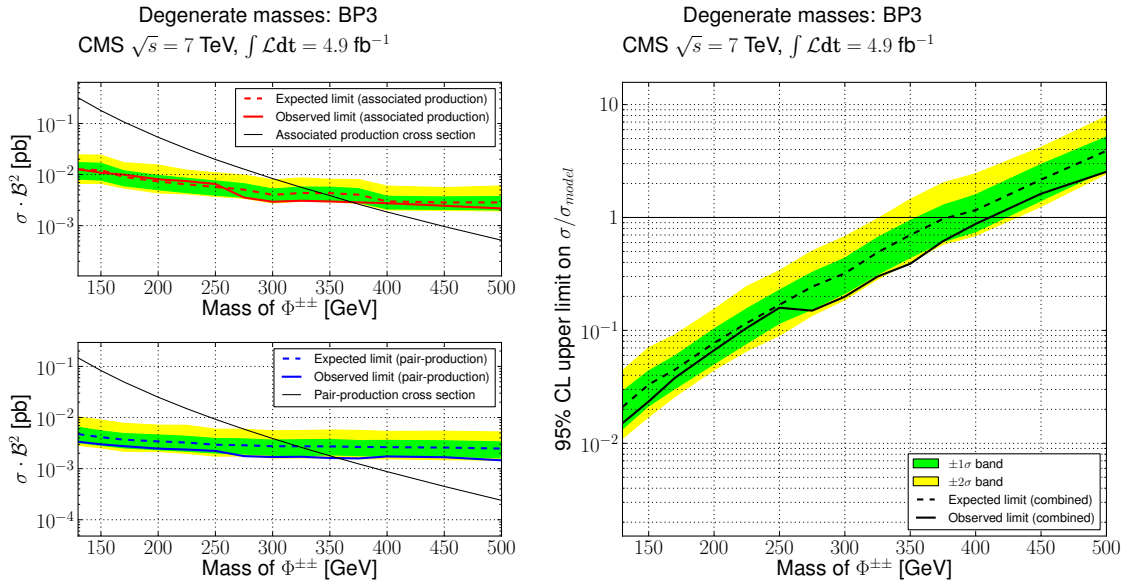 Degenerate masses: BP3
CMS √s = 7 TeV, ∫ ℒdt = 4.9 fb⁻¹
σ · ℬ² [pb]
10⁻¹
10⁻²
10⁻³
Expected limit (associated production)
Observed limit (associated production)
Associated production cross section
150 200 250 300 350 400 450 500
Mass of Φ±± [GeV]
σ · ℬ² [pb]
10⁻¹
10⁻²
10⁻³
10⁻⁴
Expected limit (pair-production)
Observed limit (pair-production)
Pair-production cross section
150 200 250 300 350 400 450 500
Mass of Φ±± [GeV]
Degenerate masses: BP3
CMS √s = 7 TeV, ∫ ℒdt = 4.9 fb⁻¹
95% CL upper limit on σ/σ_model
10
1
10⁻¹
10⁻²
±1σ band
±2σ band
Expected limit (combined)
Observed limit (combined)
150 200 250 300 350 400 450 500
Mass of Φ±± [GeV]